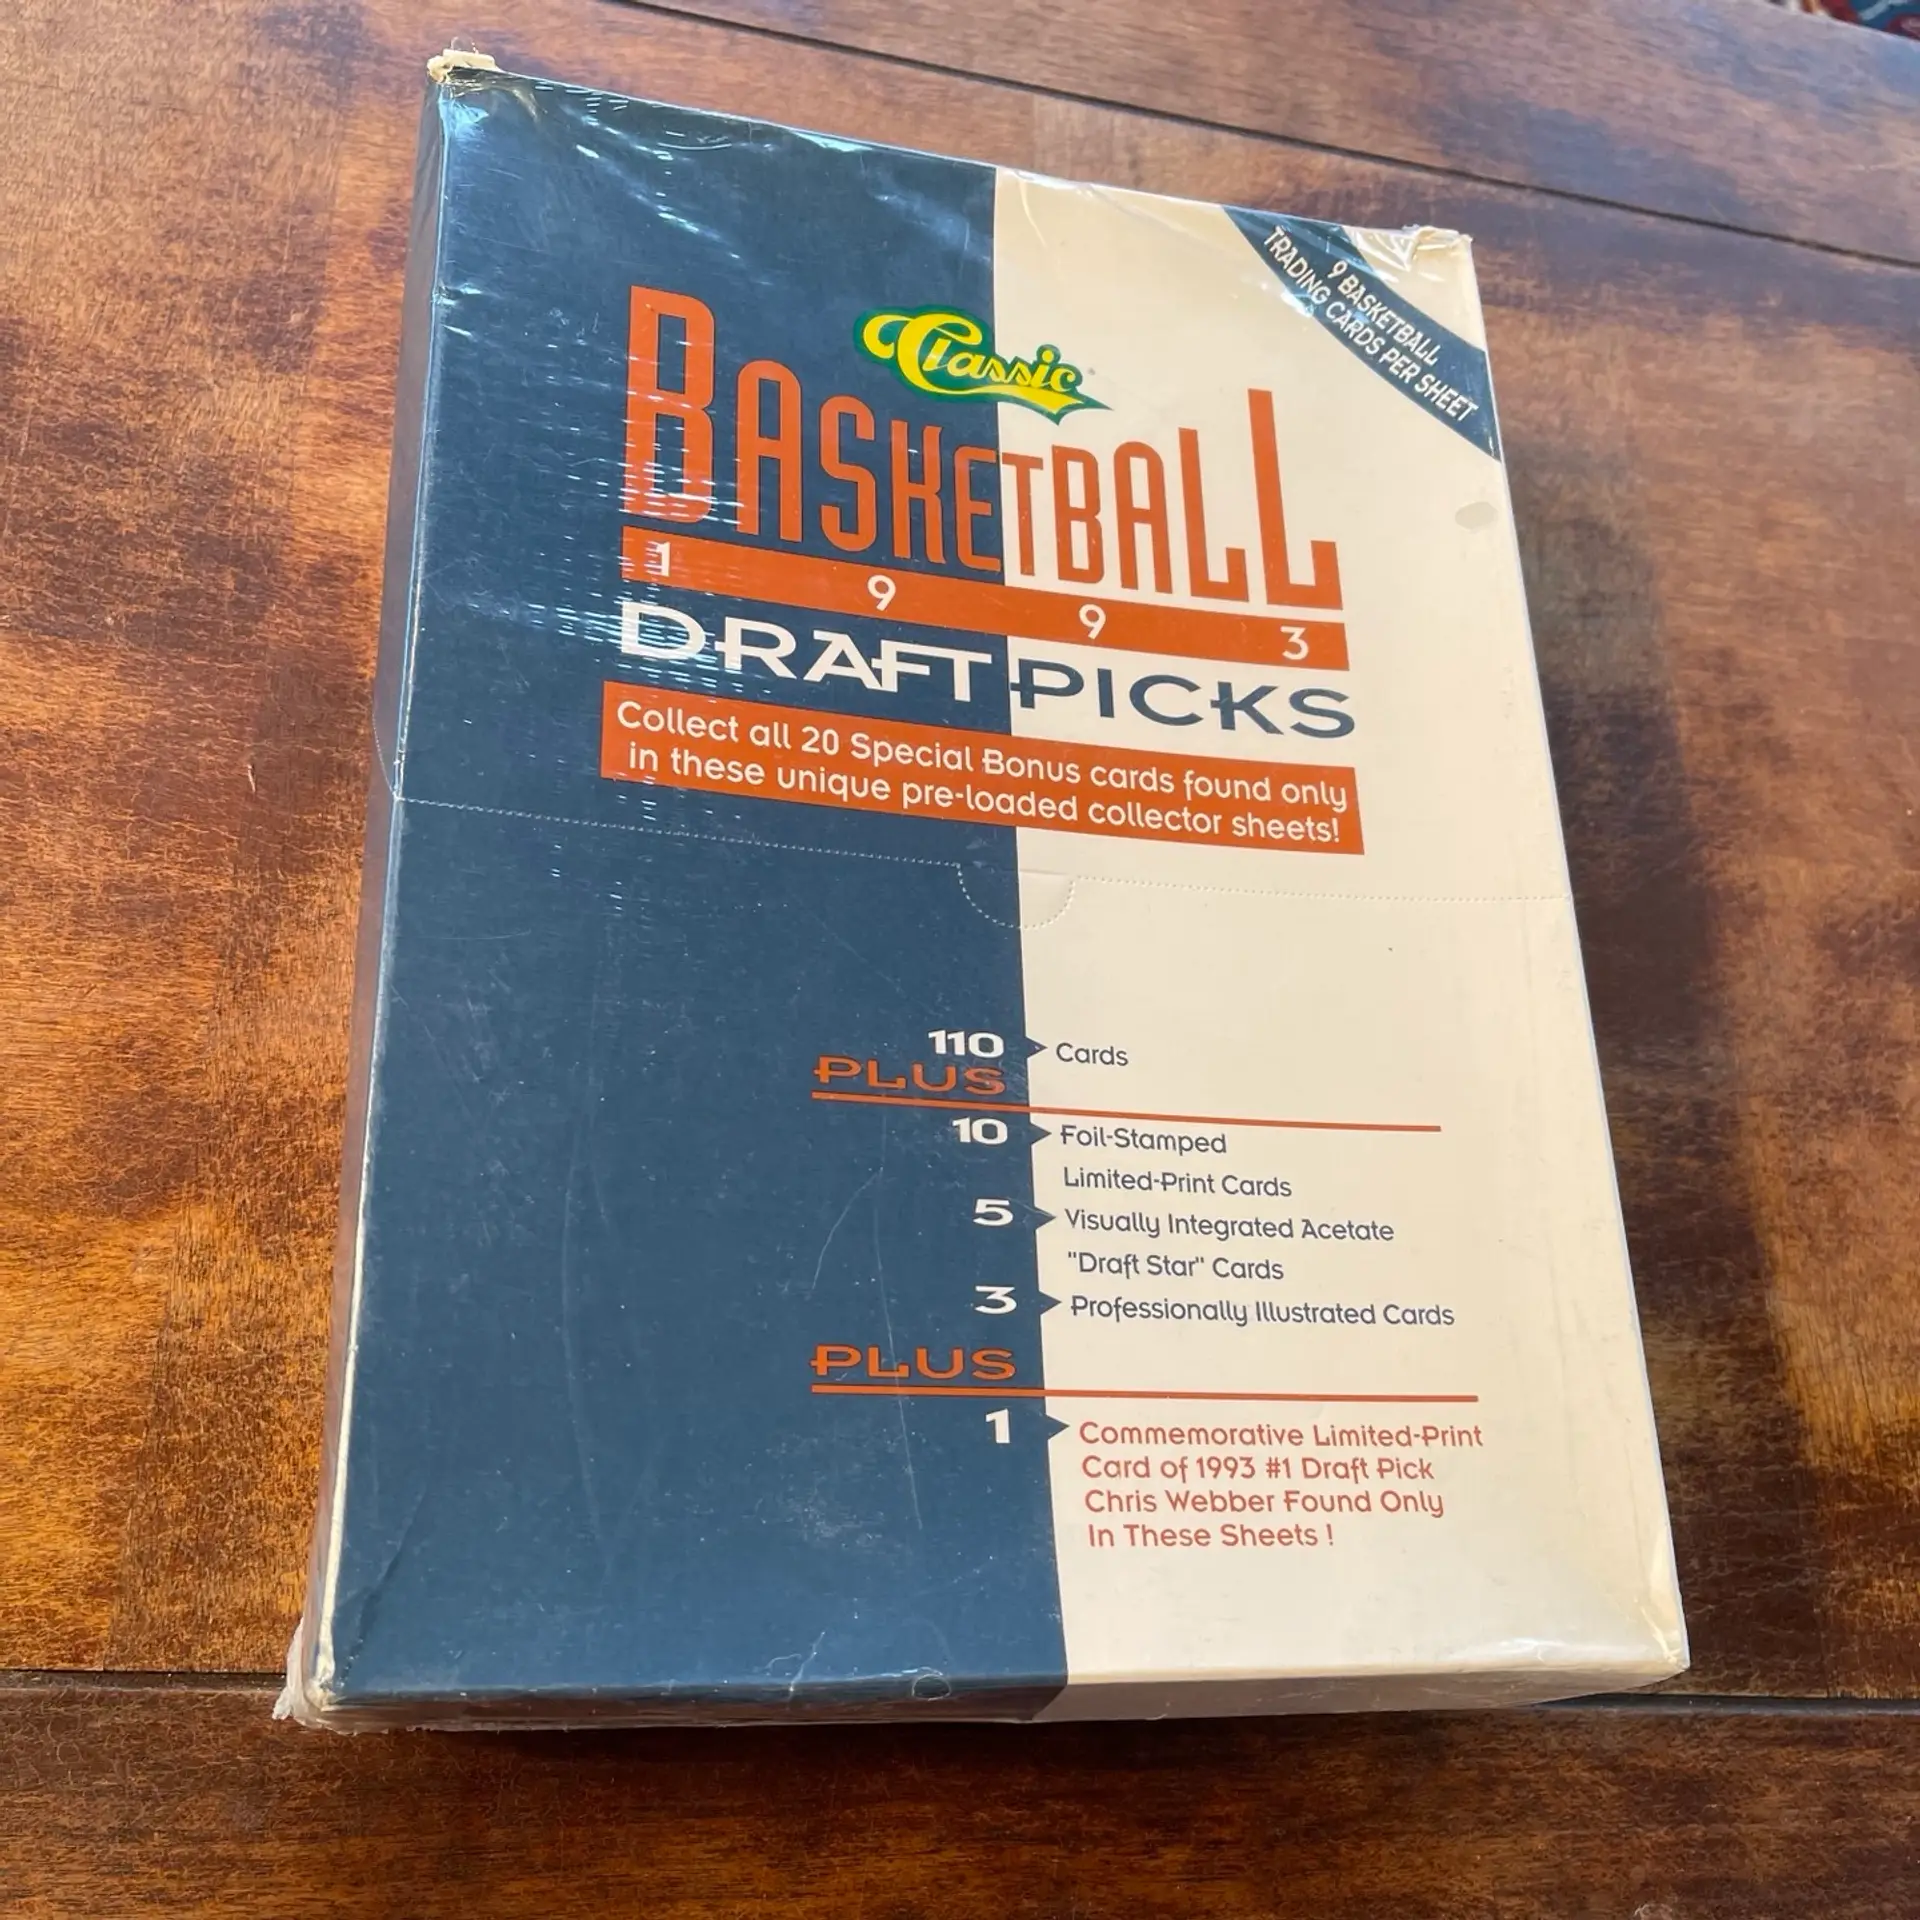 9 BASKETBALL
TRADING CARDS PER SHEET
Classic
BASKETBALL
1 9 9 3
DRAFT PICKS
Collect all 20 Special Bonus cards found only
in these unique pre-loaded collector sheets!
110 Cards
PLUS
10 Foil-Stamped
Limited-Print Cards
5 Visually Integrated Acetate
"Draft Star" Cards
3 Professionally Illustrated Cards
PLUS
1 Commemorative Limited-Print
Card of 1993 #1 Draft Pick
Chris Webber Found Only
In These Sheets !